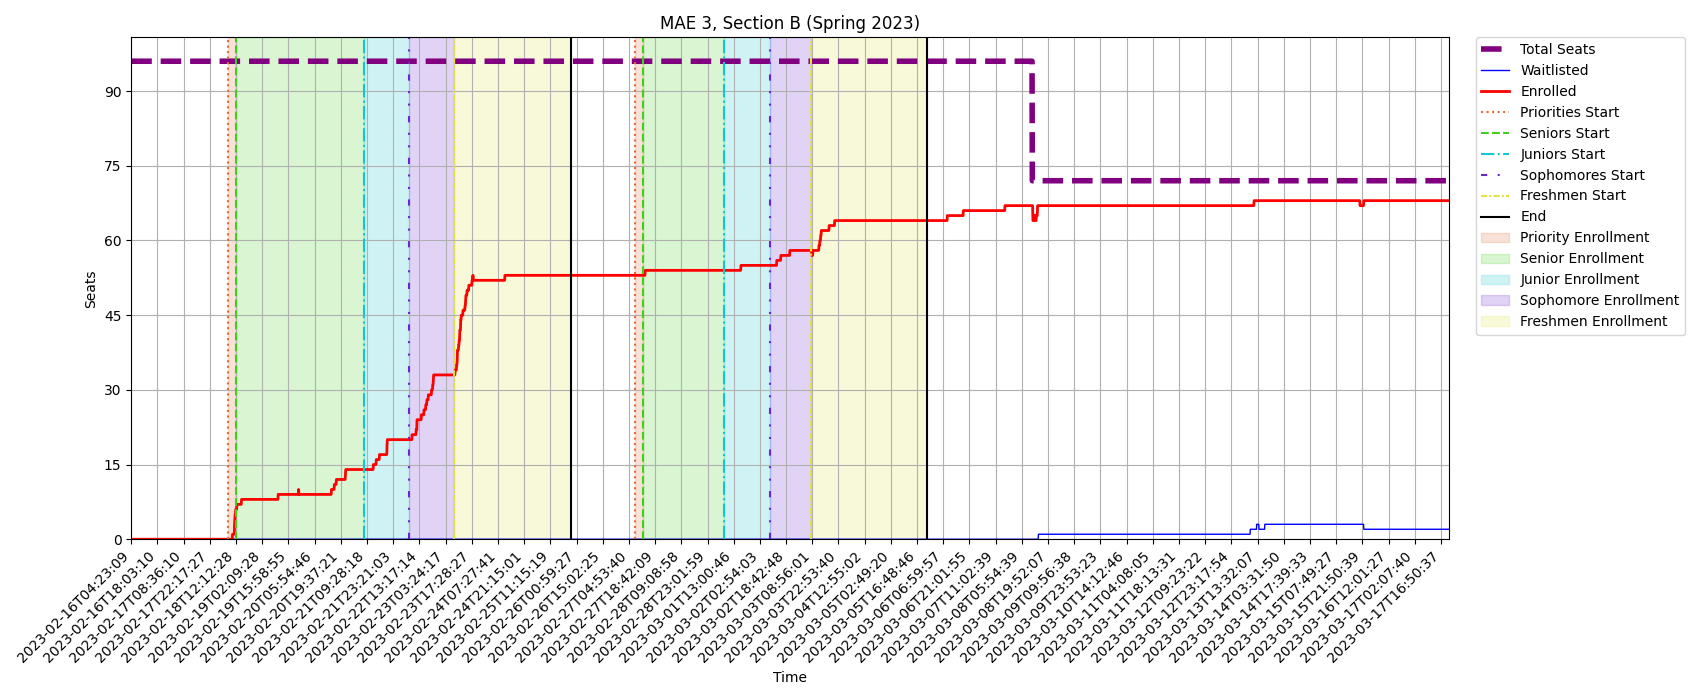 MAE 3, Section B (Spring 2023)
Seats
90
75
60
45
30
15
0
2023-02-16T04:23:09
2023-02-16T18:03:10
2023-02-17T08:36:10
2023-02-17T22:17:27
2023-02-18T12:12:28
2023-02-19T02:09:28
2023-02-19T15:58:55
2023-02-20T05:54:46
2023-02-20T19:37:21
2023-02-21T09:28:18
2023-02-21T23:21:03
2023-02-22T13:17:14
2023-02-23T03:24:17
2023-02-23T17:28:27
2023-02-24T07:27:41
2023-02-24T21:15:01
2023-02-25T11:15:19
2023-02-26T00:59:27
2023-02-26T15:02:25
2023-02-27T04:53:40
2023-02-27T18:42:09
2023-02-28T09:08:58
2023-02-28T23:01:59
2023-03-01T13:00:46
2023-03-02T02:54:03
2023-03-02T18:42:48
2023-03-03T08:56:01
2023-03-03T22:53:40
2023-03-04T12:55:02
2023-03-05T02:49:20
2023-03-05T16:48:46
2023-03-06T06:59:57
2023-03-06T21:01:55
2023-03-07T11:02:39
2023-03-08T05:54:39
2023-03-08T19:52:07
2023-03-09T09:56:38
2023-03-09T23:53:23
2023-03-10T14:12:46
2023-03-11T04:08:05
2023-03-11T18:13:31
2023-03-12T09:23:22
2023-03-12T23:17:54
2023-03-13T13:32:07
2023-03-14T03:31:50
2023-03-14T17:39:33
2023-03-15T07:49:27
2023-03-15T21:50:39
2023-03-16T12:01:27
2023-03-17T02:07:40
2023-03-17T16:50:37
Time
Total Seats
Waitlisted
Enrolled
Priorities Start
Seniors Start
Juniors Start
Sophomores Start
Freshmen Start
End
Priority Enrollment
Senior Enrollment
Junior Enrollment
Sophomore Enrollment
Freshmen Enrollment